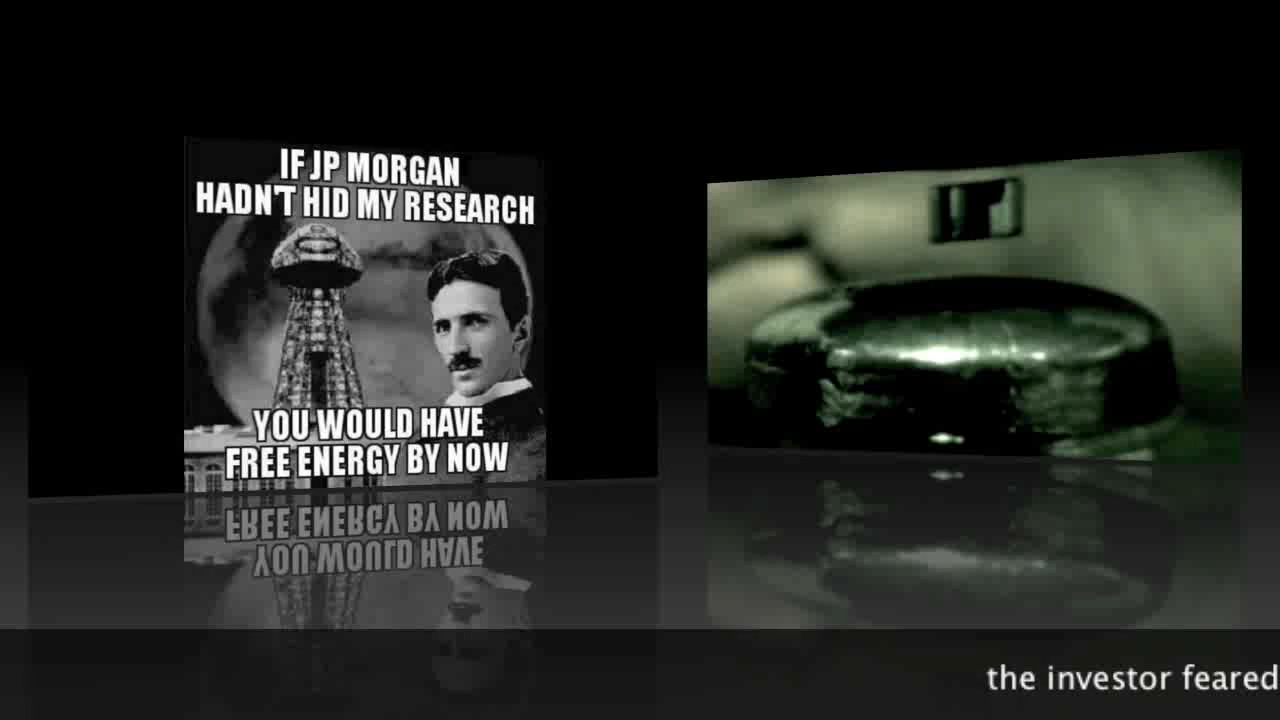 IF JP MORGAN
HADN'T HID MY RESEARCH
YOU WOULD HAVE
FREE ENERGY BY NOW
the investor feared